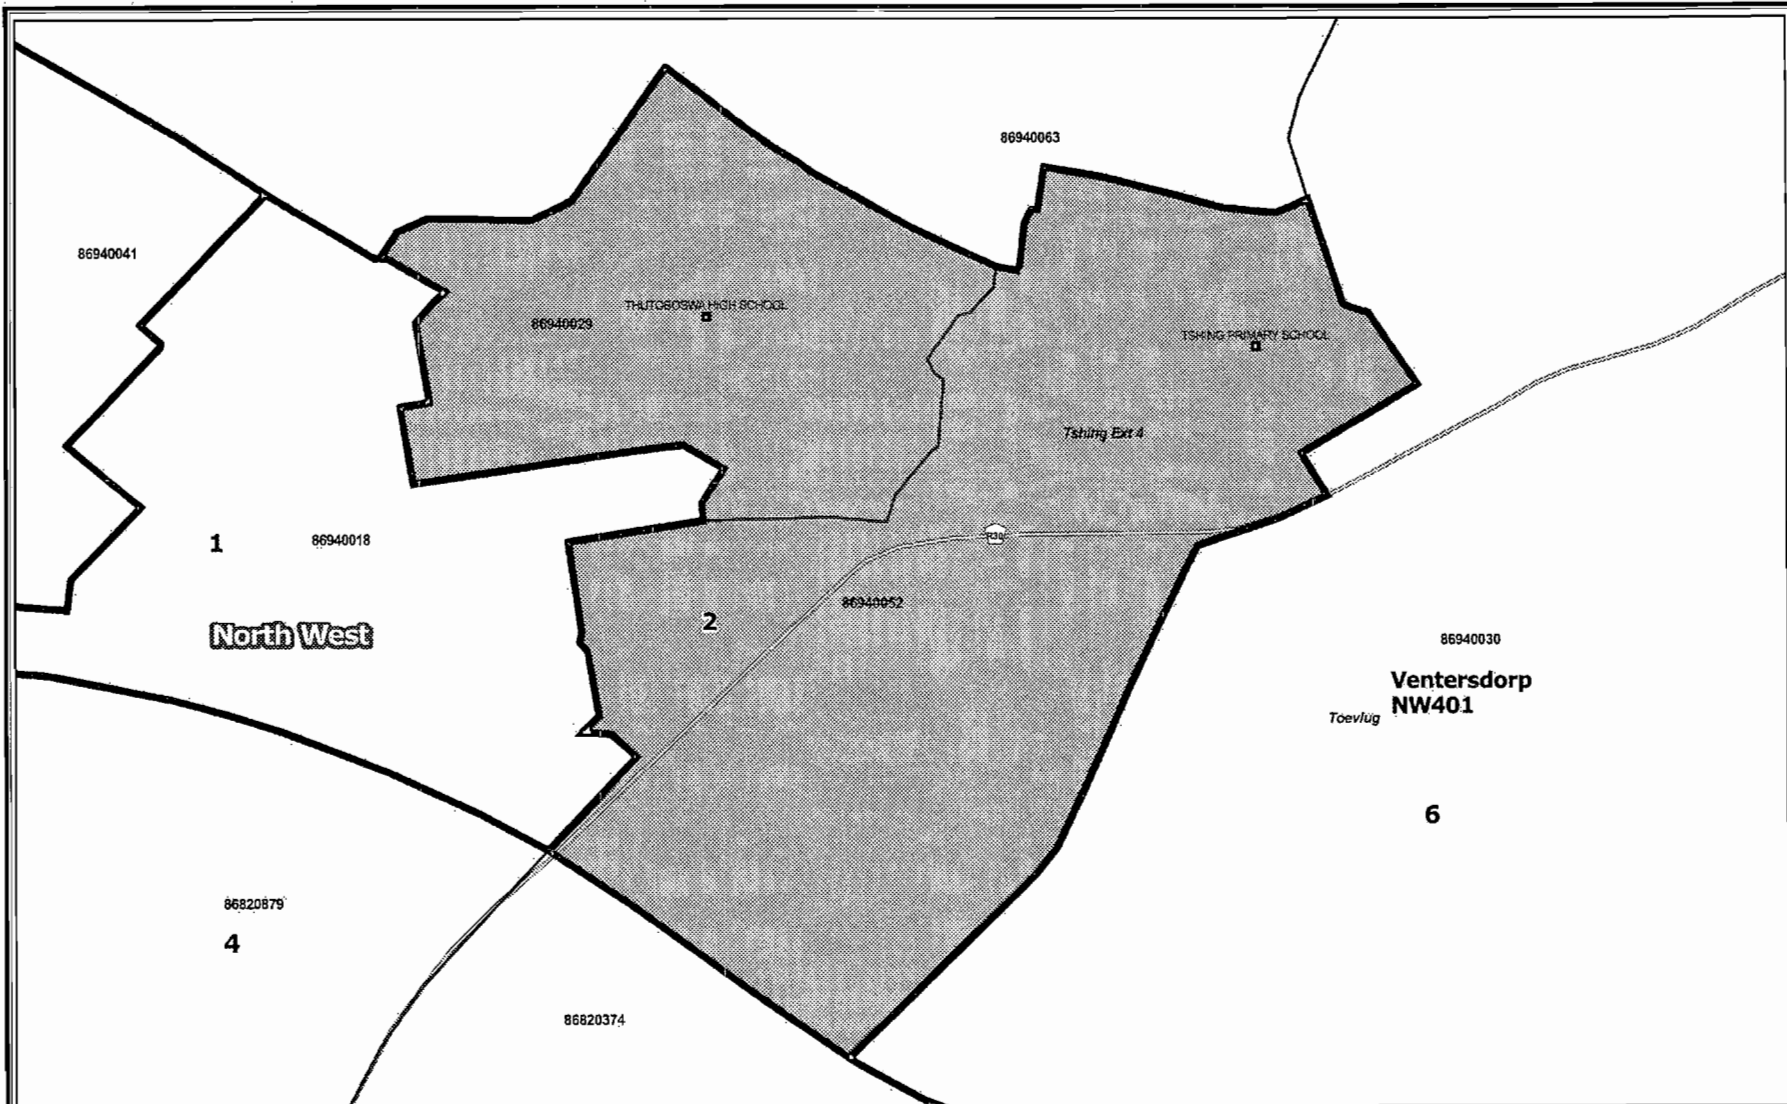 86940063
86940041
THUTOBOSWA HIGH SCHOOL
86940029
TSHING PRIMARY SCHOOL
Tshing Ext 4
R30
1
86940018
86940052
2
North West
86940030
Ventersdorp
NW401
Toevlug
6
86820879
4
86820374